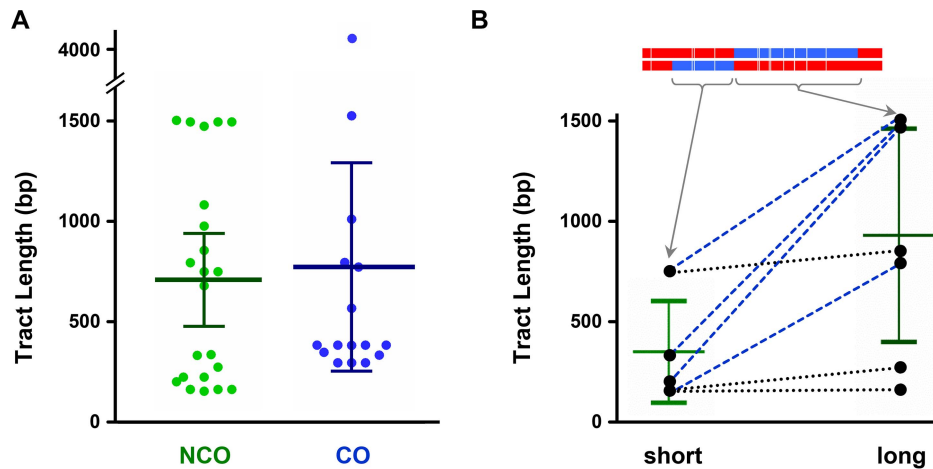 A
Tract Length (bp)
4000
1500
1000
500
0
NCO
CO
B
Tract Length (bp)
1500
1000
500
0
short
long